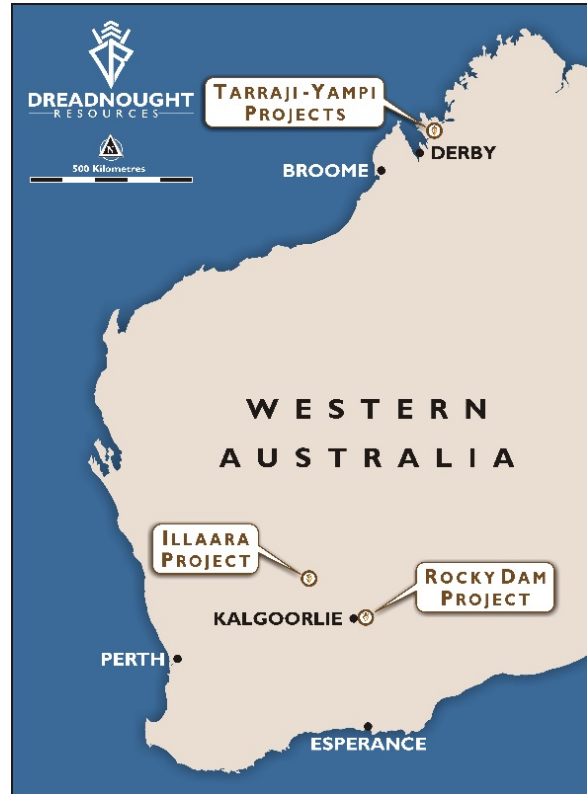 DREADNOUGHT
RESOURCES
500 Kilometres
TARRAJI-YAMPI
PROJECTS
DERBY
BROOME
WESTERN
AUSTRALIA
ILLAARA
PROJECT
ROCKY DAM
PROJECT
KALGOORLIE
PERTH
ESPERANCE